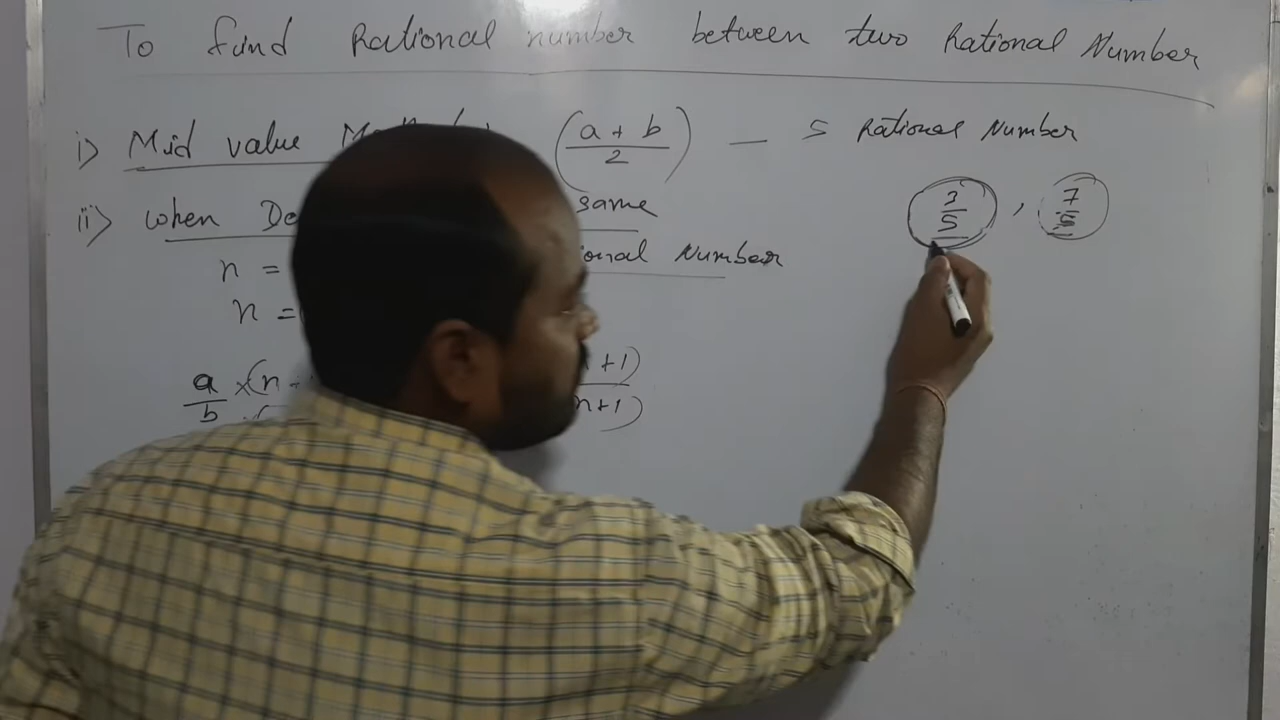 To find Rational number between two Rational Number
i) Mid value (a + b / 2) — 5 Rational Number
3/5 , 7/5
ii) When same
n = Number
n =
a/b ×(n + 1)
n+1)